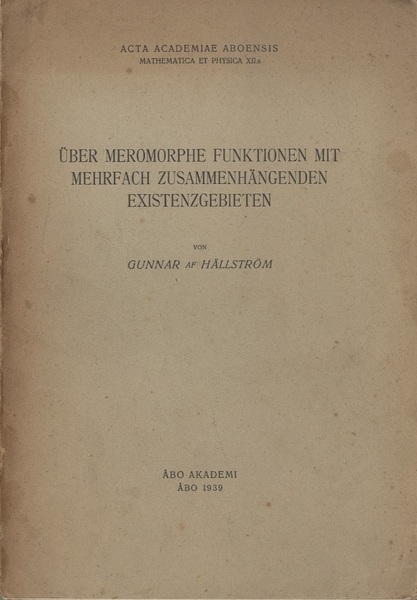 ACTA ACADEMIAE ABOENSIS
MATHEMATICA ET PHYSICA XII.8
ÜBER MEROMORPHE FUNKTIONEN MIT
MEHRFACH ZUSAMMENHÄNGENDEN
EXISTENZGEBIETEN
VON
GUNNAR AF HÄLLSTRÖM
ÅBO AKADEMI
ÅBO 1939